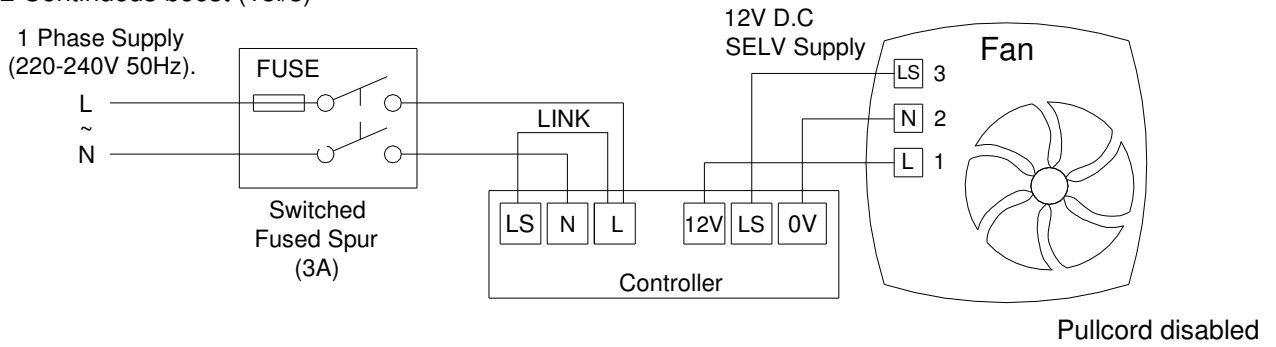 1 Phase Supply
(220-240V 50Hz).
L
~
N
FUSE
Switched
Fused Spur
(3A)
LINK
LS N L 12V LS 0V
Controller
12V D.C
SELV Supply
Fan
LS 3
N 2
L 1
Pullcord disabled